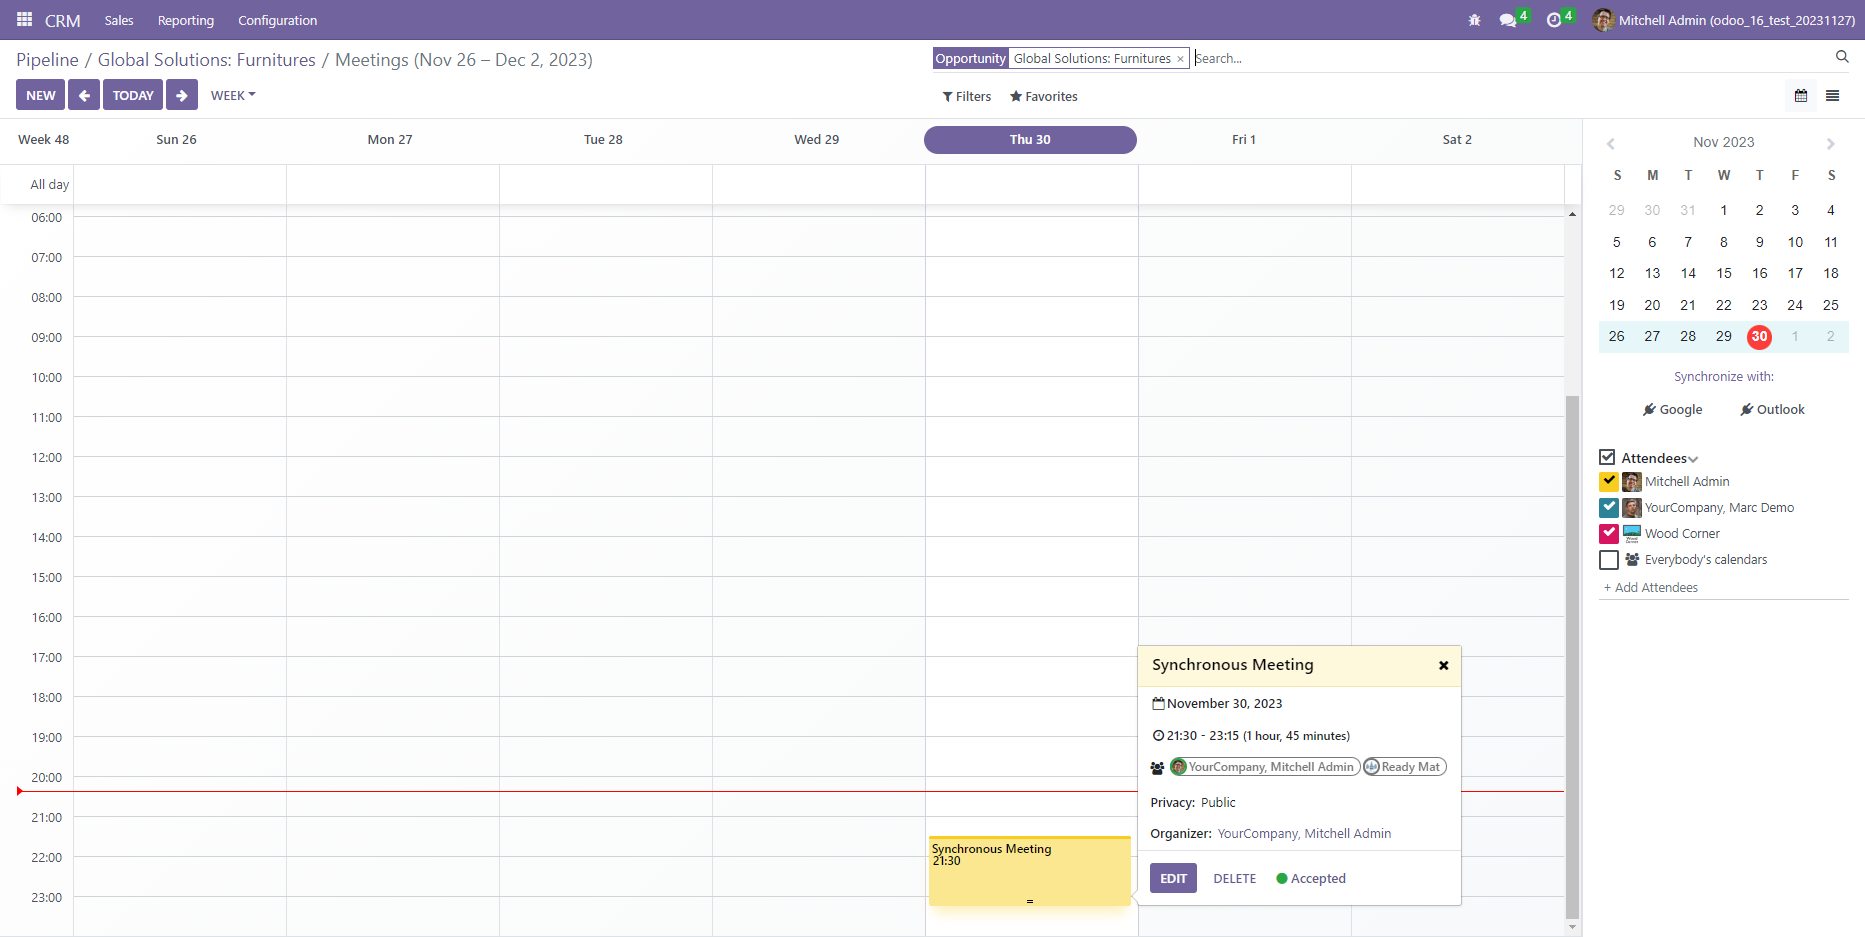 CRM Sales Reporting Configuration 4 4 Mitchell Admin (odoo_16_test_20231127)
Pipeline / Global Solutions: Furnitures / Meetings (Nov 26 – Dec 2, 2023)
Opportunity Global Solutions: Furnitures × Search...
NEW TODAY WEEK
Filters Favorites
Week 48 Sun 26 Mon 27 Tue 28 Wed 29 Thu 30 Fri 1 Sat 2
All day
06:00
07:00
08:00
09:00
10:00
11:00
12:00
13:00
14:00
15:00
16:00
17:00
18:00
19:00
20:00
21:00
22:00
23:00
Synchronous Meeting
21:30
Synchronous Meeting
November 30, 2023
21:30 - 23:15 (1 hour, 45 minutes)
YourCompany, Mitchell Admin Ready Mat
Privacy: Public
Organizer: YourCompany, Mitchell Admin
EDIT DELETE Accepted
Nov 2023
S M T W T F S
29 30 31 1 2 3 4
5 6 7 8 9 10 11
12 13 14 15 16 17 18
19 20 21 22 23 24 25
26 27 28 29 30 1 2
Synchronize with:
Google Outlook
Attendees
Mitchell Admin
YourCompany, Marc Demo
Wood Corner
Everybody's calendars
+ Add Attendees